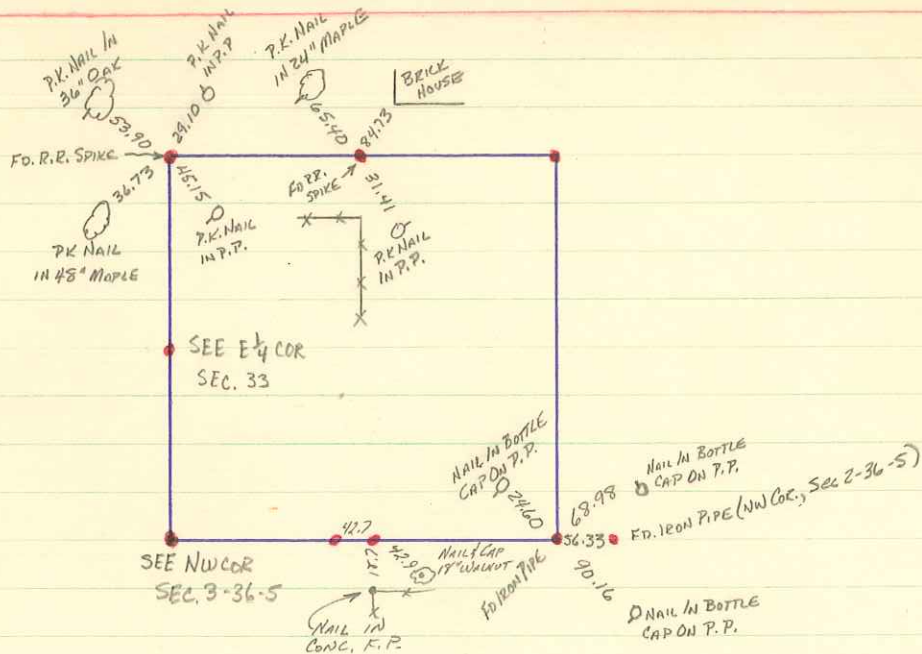 P.K. NAIL IN
36" OAK
53.90
P.K. NAIL
IN P.P
29.10
P.K. NAIL
IN 24" MAPLE
65.40
BRICK
HOUSE
84.73
FD. R.R. SPIKE
36.73
PK NAIL
IN 48" MAPLE
45.15
P.K. NAIL
IN P.P.
FD RR.
SPIKE
31.41
P.K NAIL
IN P.P.
SEE E 1/4 COR
SEC. 33
NAIL IN BOTTLE
CAP ON P.P.
24.60
68.98
NAIL IN BOTTLE
CAP ON P.P.
56.33
FD. IRON PIPE (NW COR., SEC 2-36-5)
90.16
NAIL IN BOTTLE
CAP ON P.P.
FD IRON PIPE
42.7
42.9
NAIL & CAP
WALNUT
NAIL IN
CONC. F.P.
SEE NW COR
SEC. 3-36-5